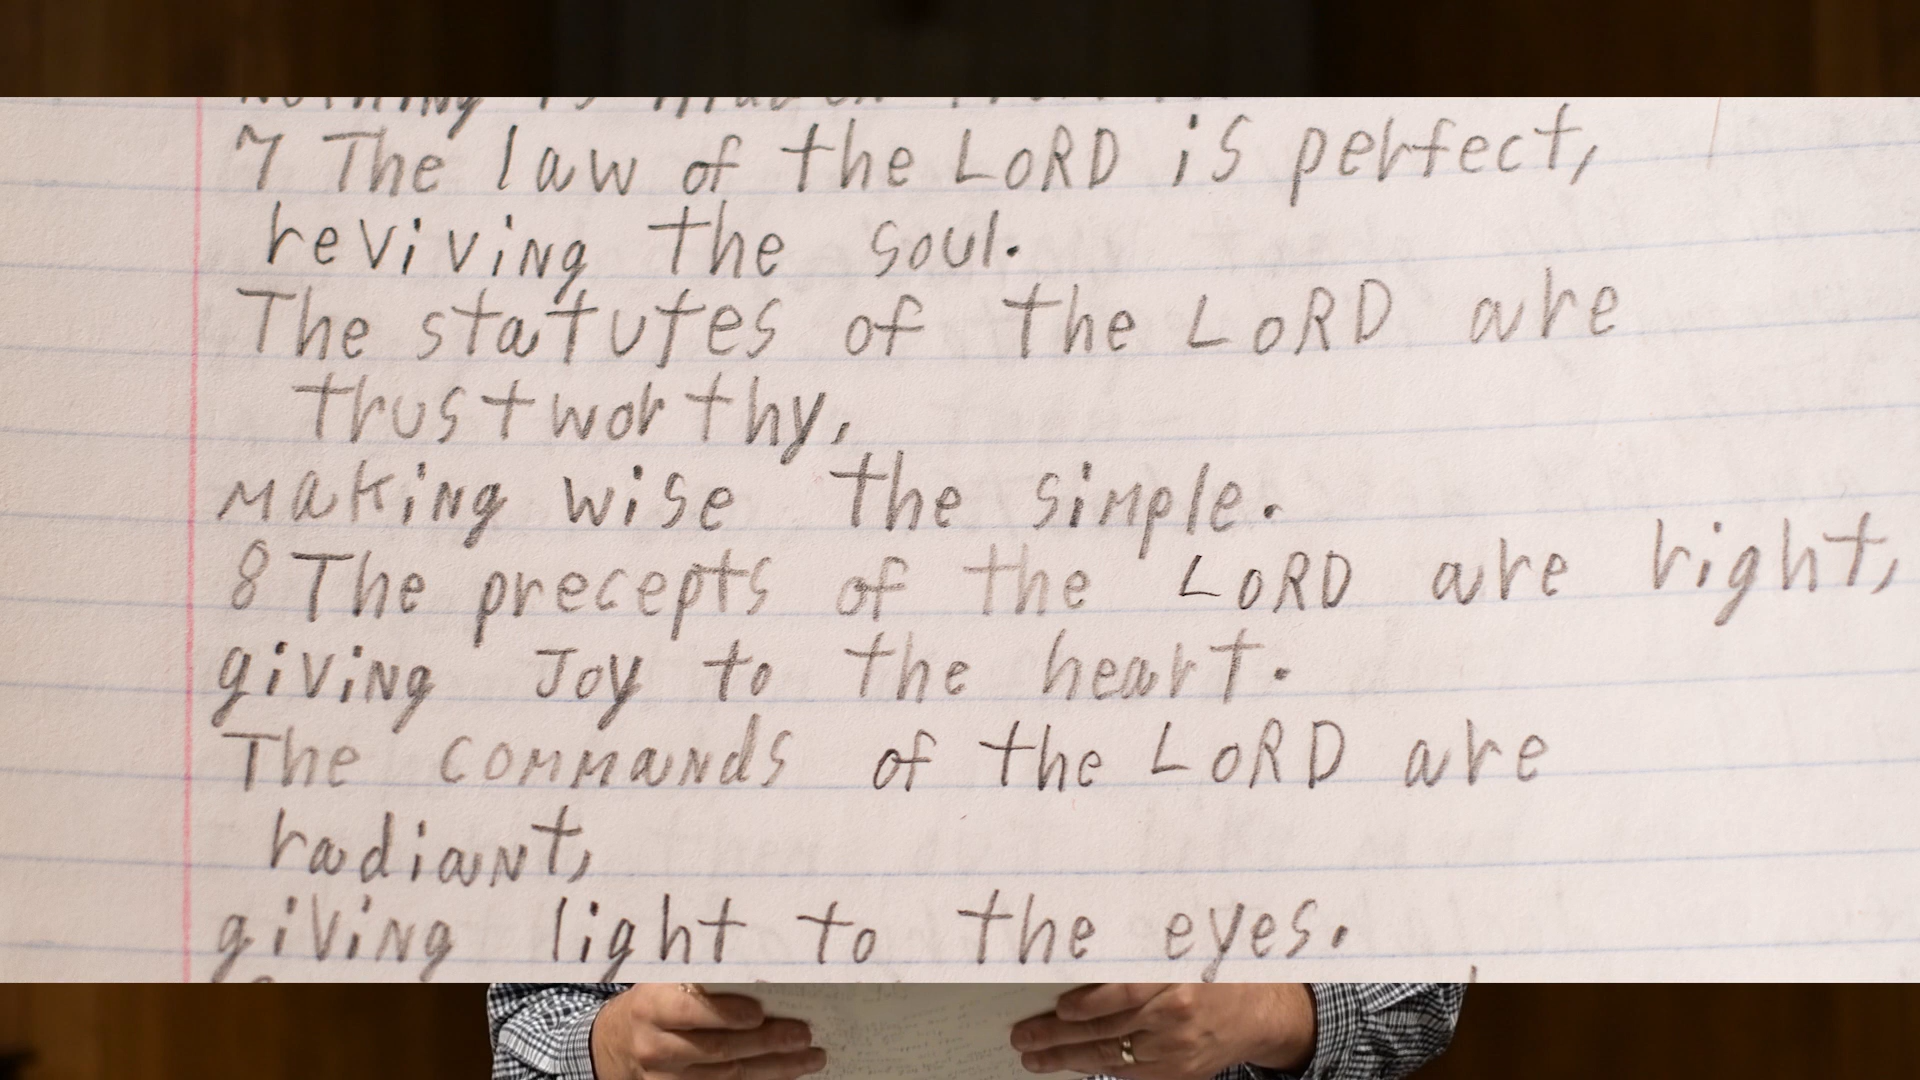 7 The law of the LORD is perfect,
reviving the soul.
The statutes of the LORD are
trustworthy,
making wise the simple.
8 The precepts of the LORD are right,
giving Joy to the heart.
The commands of the LORD are
radiant,
giving light to the eyes.